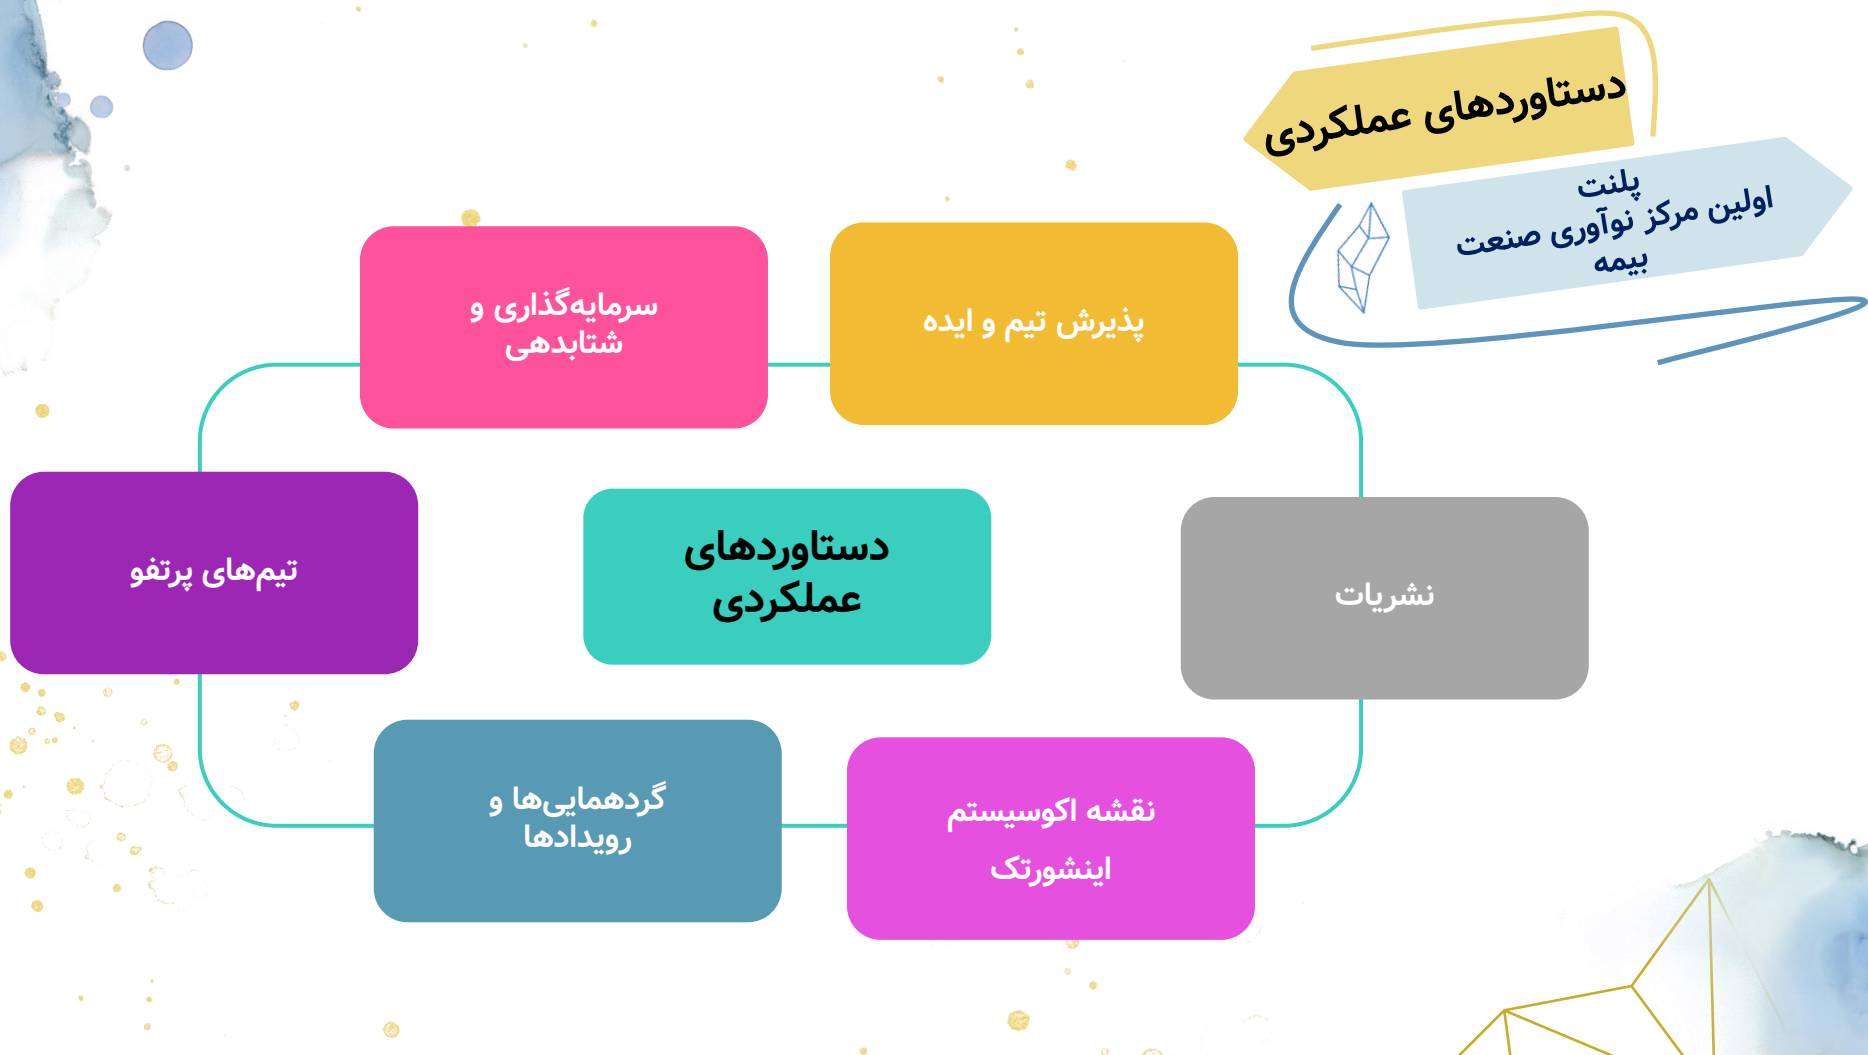 دستاوردهای عملکردی
پلنت
اولین مرکز نوآوری صنعت
بیمه
پذیرش تیم و ایده
سرمایه‌گذاری و
شتابدهی
نشریات
دستاوردهای
عملکردی
تیم‌های پرتفو
نقشه اکوسیستم
اینشورتک
گردهمایی‌ها و
رویدادها